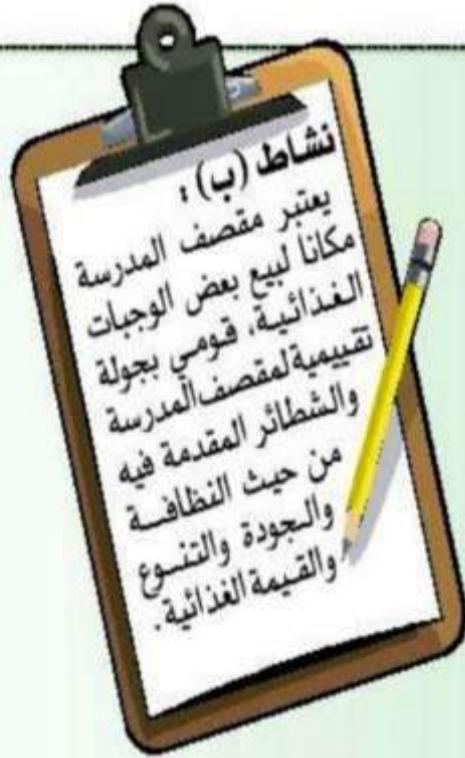 نشاط (ب) :
يعتبر مقصف المدرسة
مكانا لبيع بعض الوجبات
الغذائية، قومي بجولة
تقييمية لمقصف المدرسة
والشطائر المقدمة فيه
من حيث النظافة
والجودة والتنوع
والقيمة الغذائية.